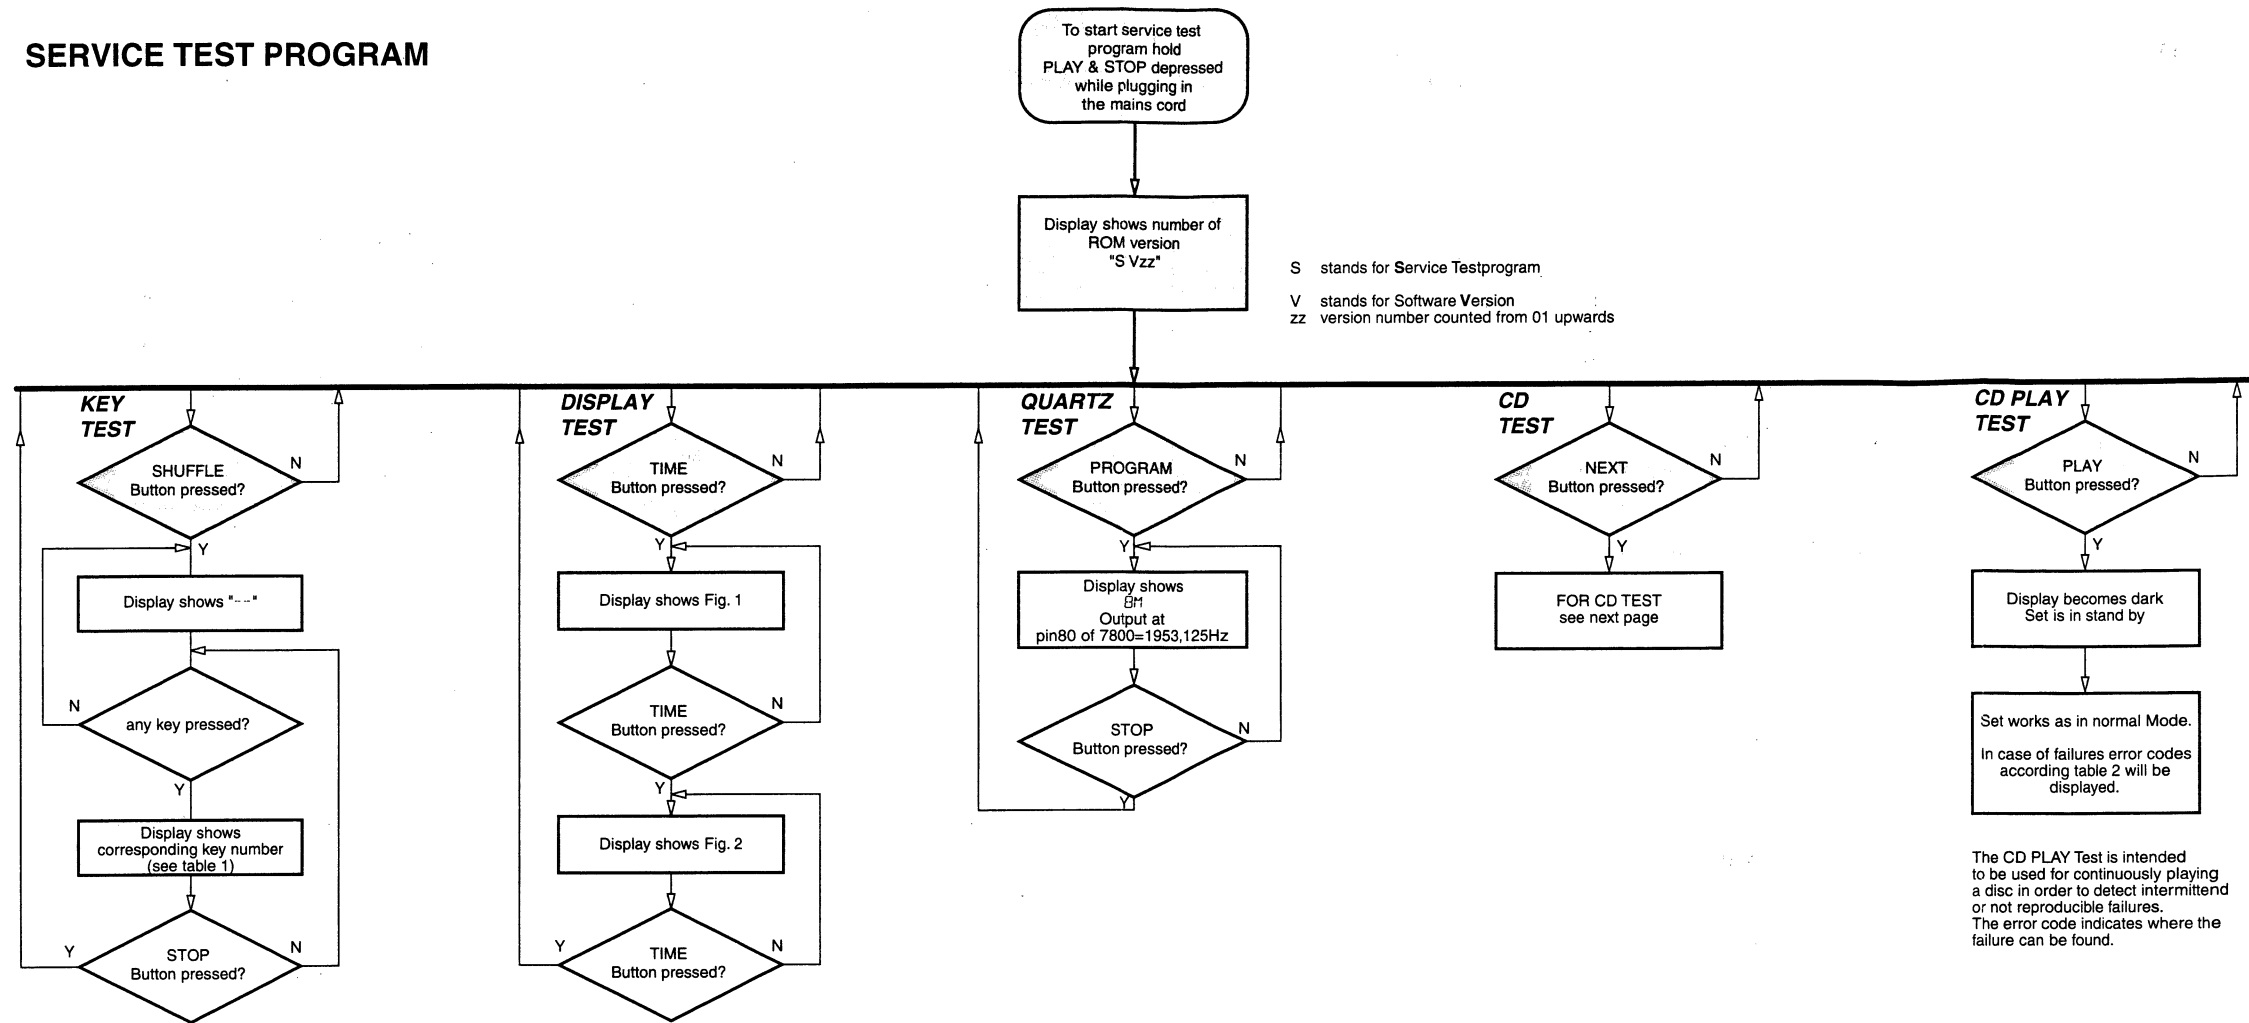 SERVICE TEST PROGRAM
To start service test
program hold
PLAY & STOP depressed
while plugging in
the mains cord
Display shows number of
ROM version
"S Vzz"
S stands for Service Testprogram
V stands for Software Version
zz version number counted from 01 upwards
KEY
TEST
SHUFFLE
Button pressed?
N
Y
Display shows "--"
any key pressed?
N
Y
Display shows
corresponding key number
(see table 1)
STOP
Button pressed?
Y
N
DISPLAY
TEST
TIME
Button pressed?
N
Y
Display shows Fig. 1
TIME
Button pressed?
N
Y
Display shows Fig. 2
TIME
Button pressed?
Y
N
QUARTZ
TEST
PROGRAM
Button pressed?
N
Y
Display shows
8M
Output at
pin80 of 7800=1953,125Hz
STOP
Button pressed?
N
Y
CD
TEST
NEXT
Button pressed?
N
Y
FOR CD TEST
see next page
CD PLAY
TEST
PLAY
Button pressed?
N
Y
Display becomes dark
Set is in stand by
Set works as in normal Mode.
In case of failures error codes
according table 2 will be
displayed.
The CD PLAY Test is intended
to be used for continuously playing
a disc in order to detect intermittend
or not reproducible failures.
The error code indicates where the
failure can be found.